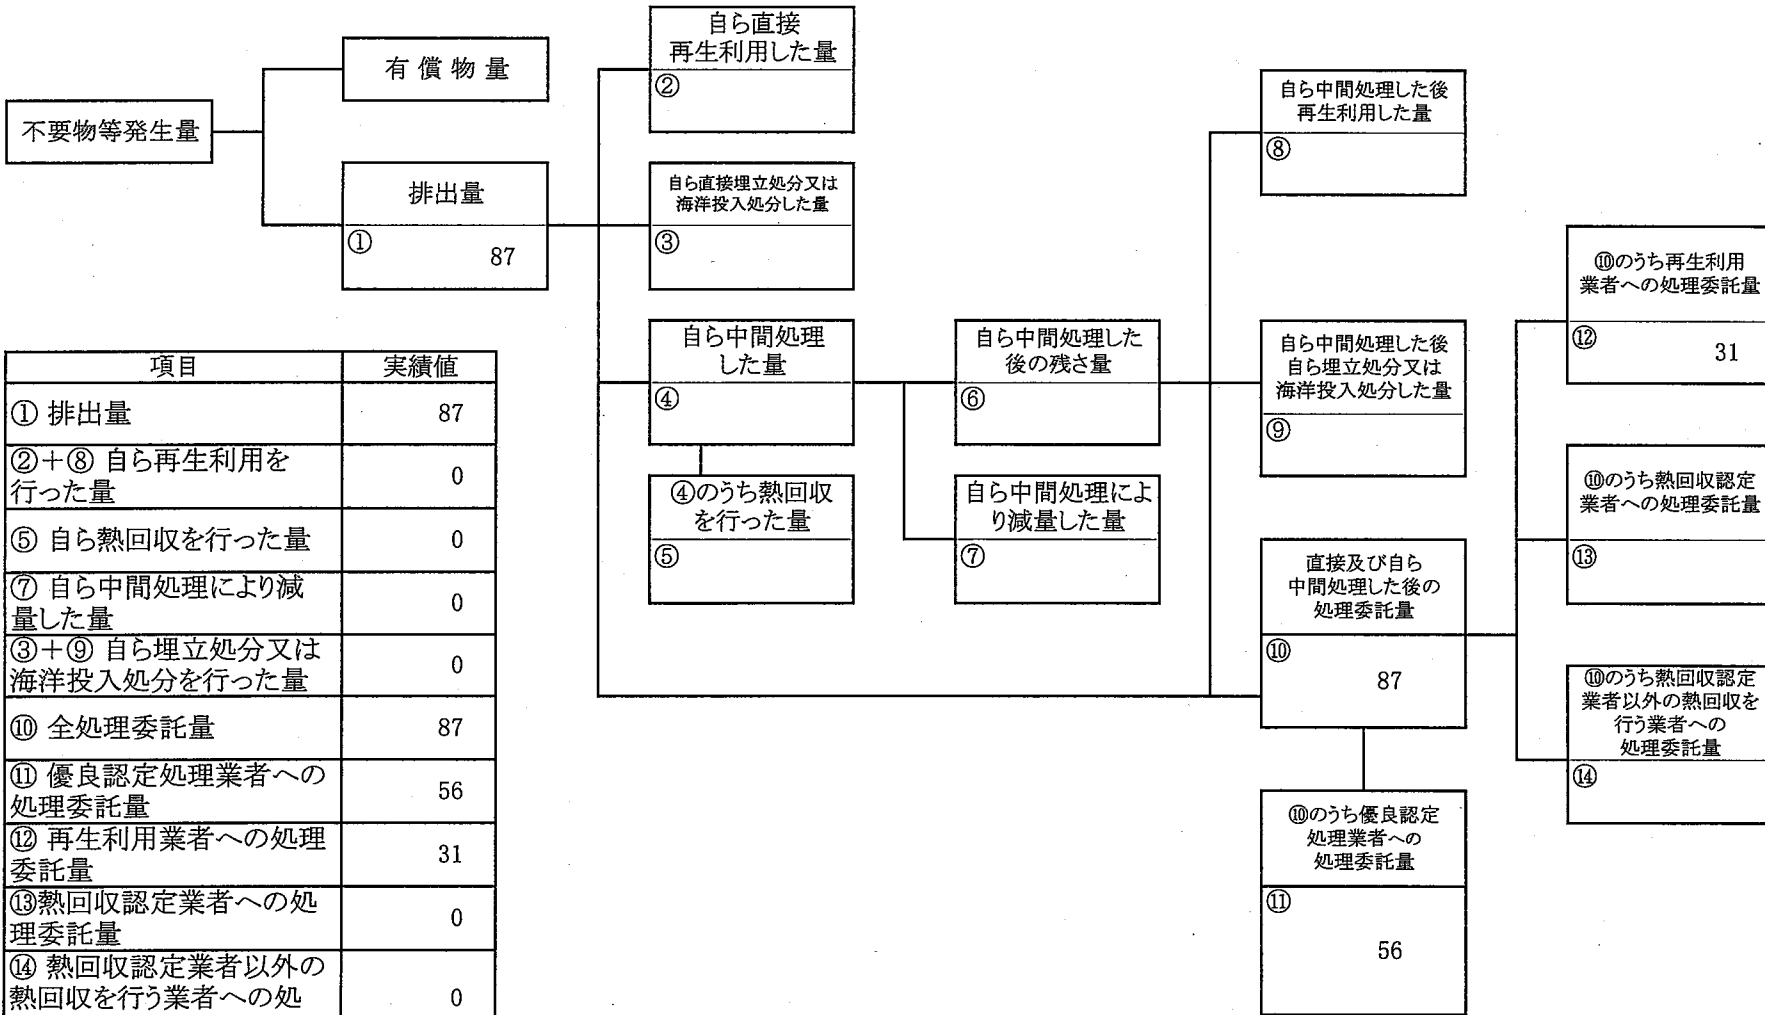 不要物等発生量
有償物量
排出量
①
87
自ら直接
再生利用した量
②
自ら直接埋立処分又は
海洋投入処分した量
③
自ら中間処理
した量
④
④のうち熱回収
を行った量
⑤
自ら中間処理した
後の残さ量
⑥
自ら中間処理によ
り減量した量
⑦
自ら中間処理した後
再生利用した量
⑧
自ら中間処理した後
自ら埋立処分又は
海洋投入処分した量
⑨
直接及び自ら
中間処理した後の
処理委託量
⑩
87
⑩のうち優良認定
処理業者への
処理委託量
⑪
56
⑩のうち再生利用
業者への処理委託量
⑫
31
⑩のうち熱回収認定
業者への処理委託量
⑬
⑩のうち熱回収認定
業者以外の熱回収を
行う業者への
処理委託量
⑭
項目 実績値
① 排出量 87
②+⑧ 自ら再生利用を
行った量 0
⑤ 自ら熱回収を行った量 0
⑦ 自ら中間処理により減
量した量 0
③+⑨ 自ら埋立処分又は
海洋投入処分を行った量 0
⑩ 全処理委託量 87
⑪ 優良認定処理業者への
処理委託量 56
⑫ 再生利用業者への処理
委託量 31
⑬熱回収認定業者への処
理委託量 0
⑭ 熱回収認定業者以外の
熱回収を行う業者への処 0